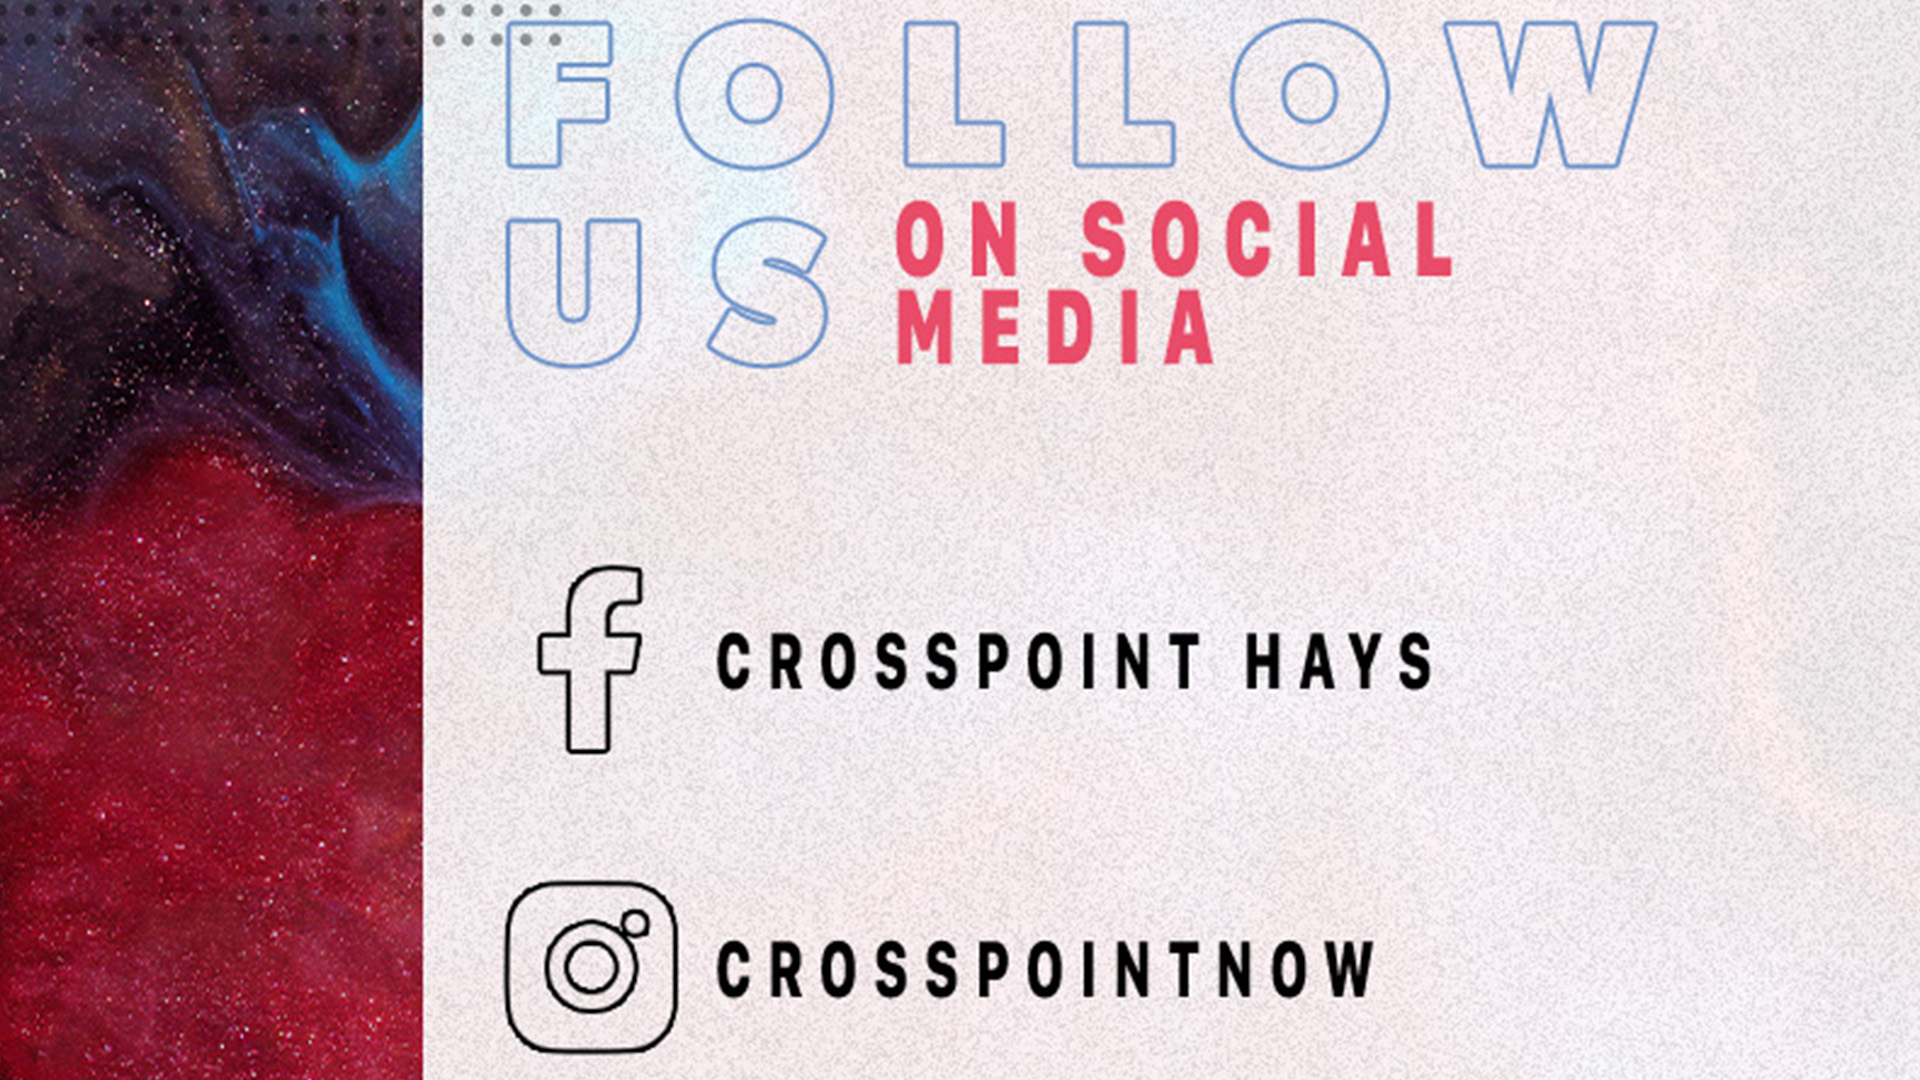 FOLLOW
US ON SOCIAL
MEDIA
CROSSPOINT HAYS
CROSSPOINTNOW